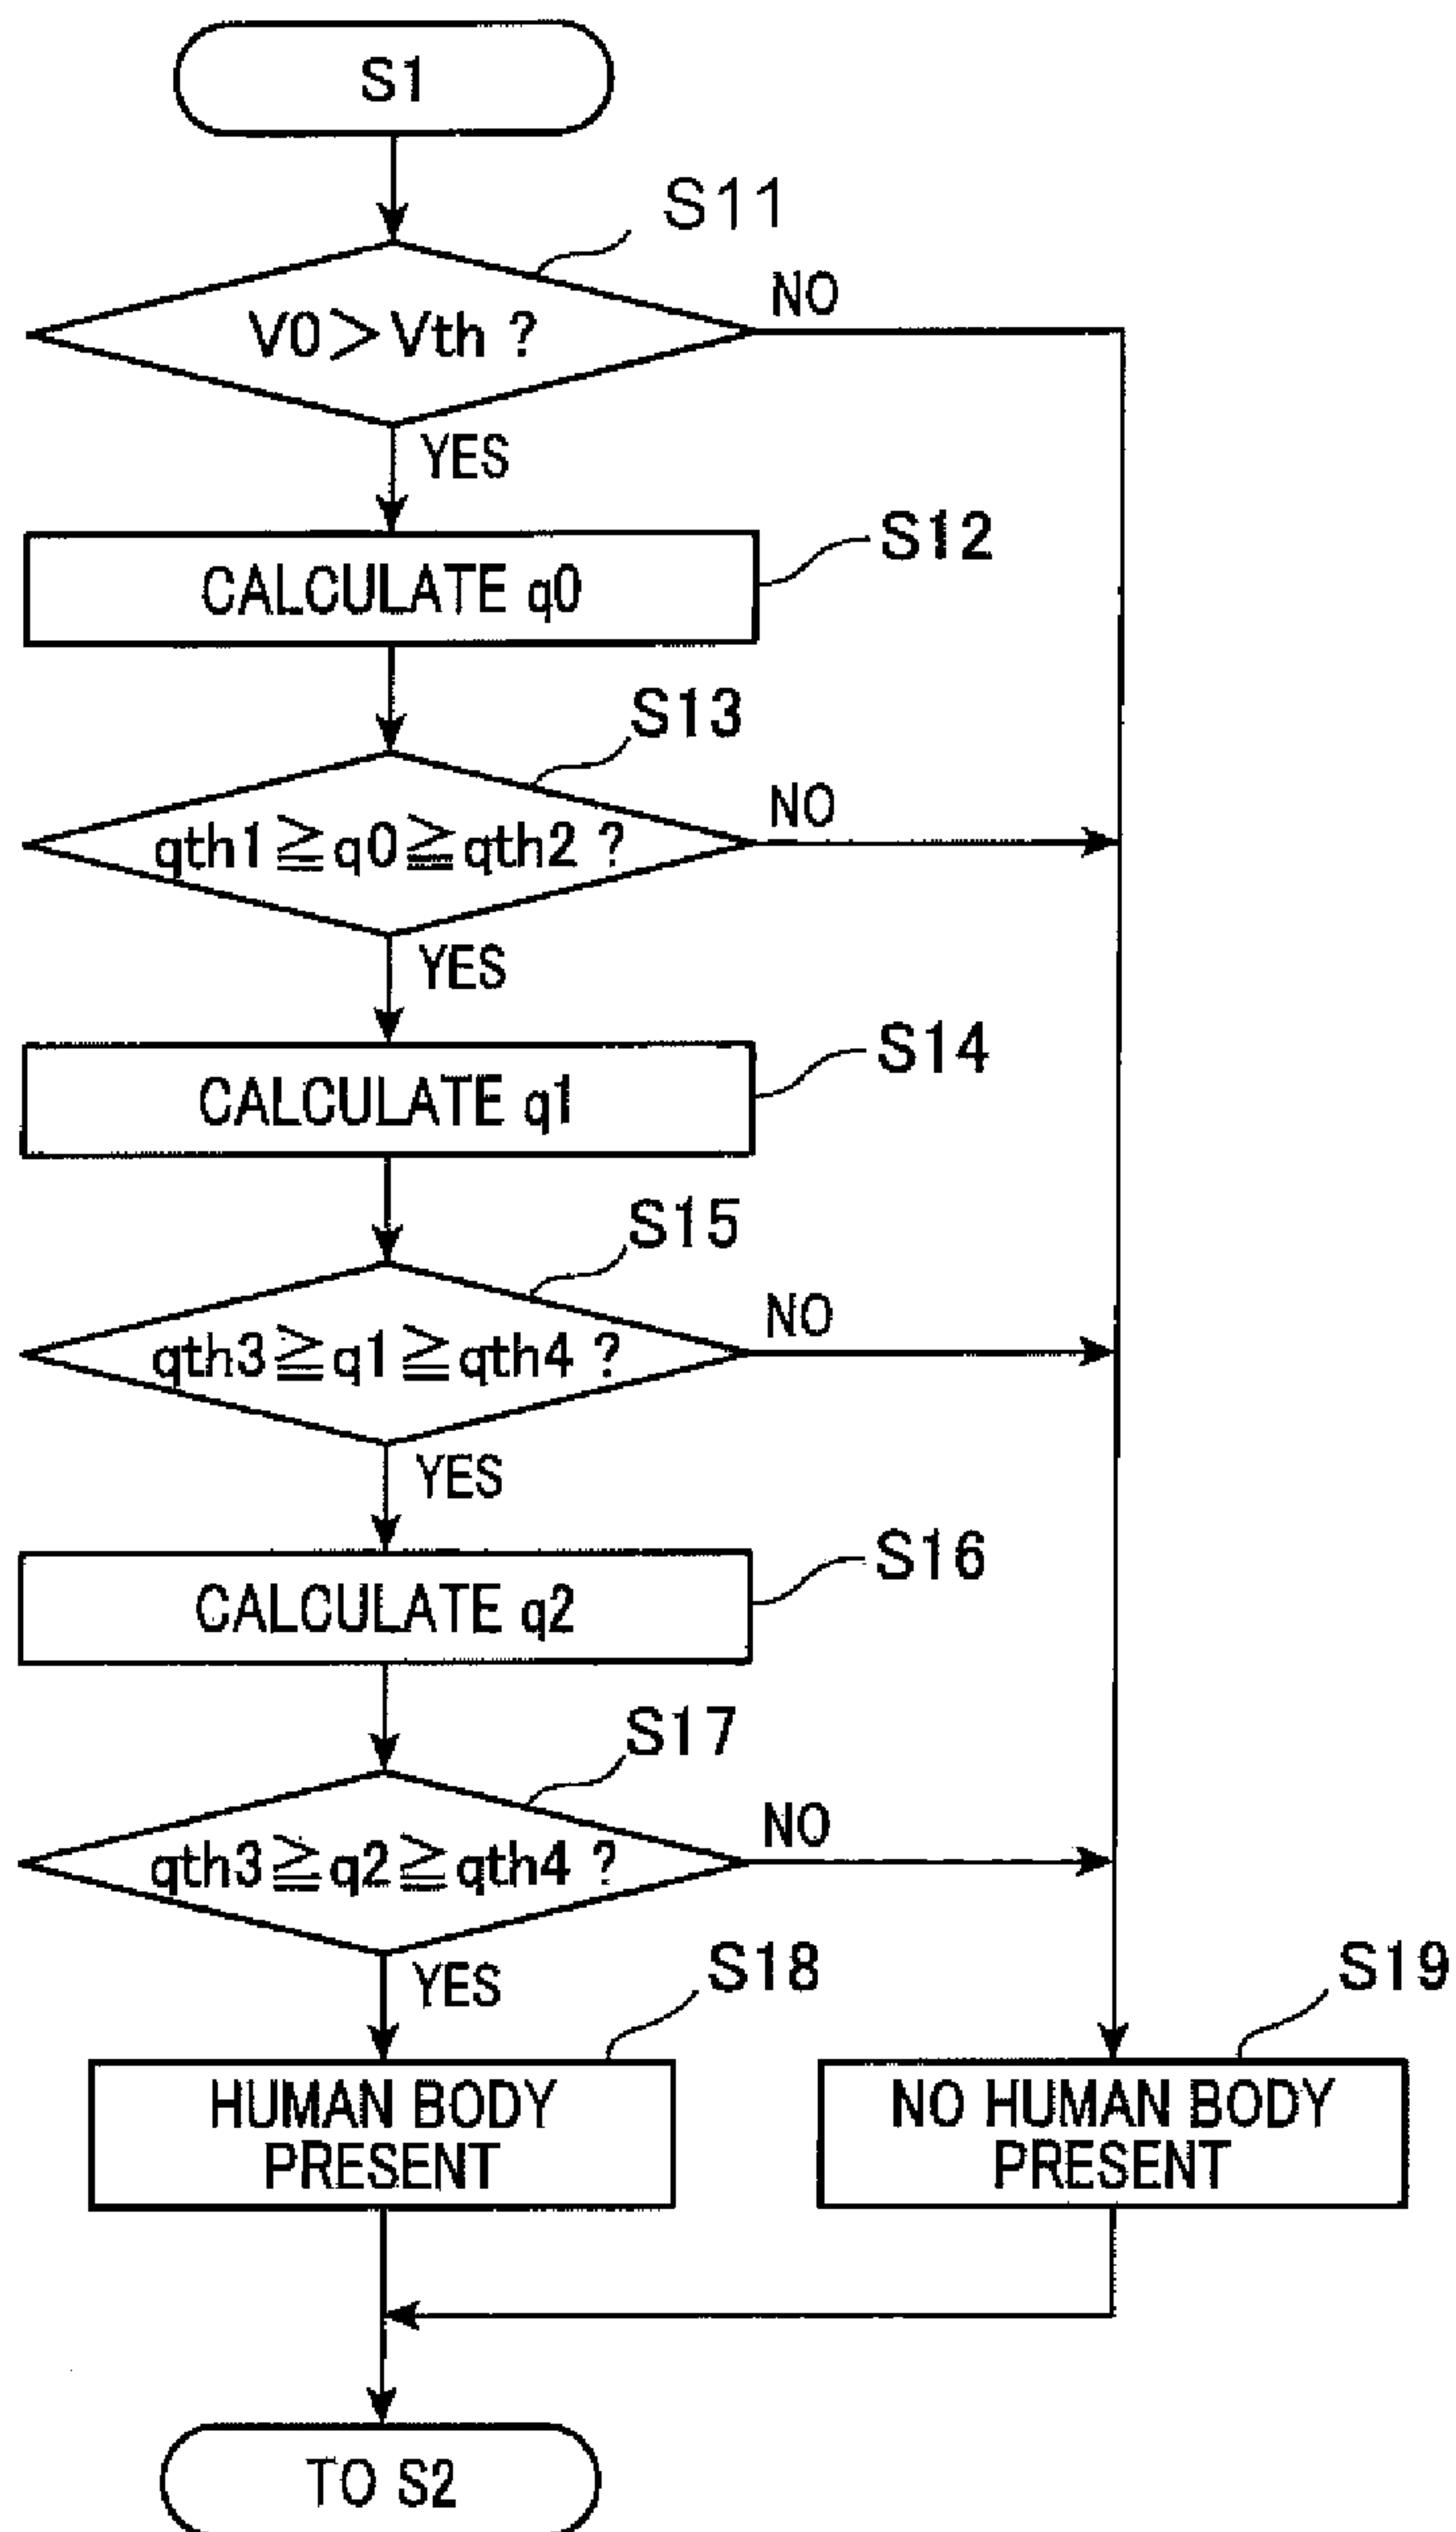 S1
S11
V0＞Vth ?
NO
YES
S12
CALCULATE q0
S13
qth1≧q0≧qth2 ?
NO
YES
S14
CALCULATE q1
S15
qth3≧q1≧qth4 ?
NO
YES
S16
CALCULATE q2
S17
qth3≧q2≧qth4 ?
NO
YES
S18
HUMAN BODY
PRESENT
S19
NO HUMAN BODY
PRESENT
TO S2